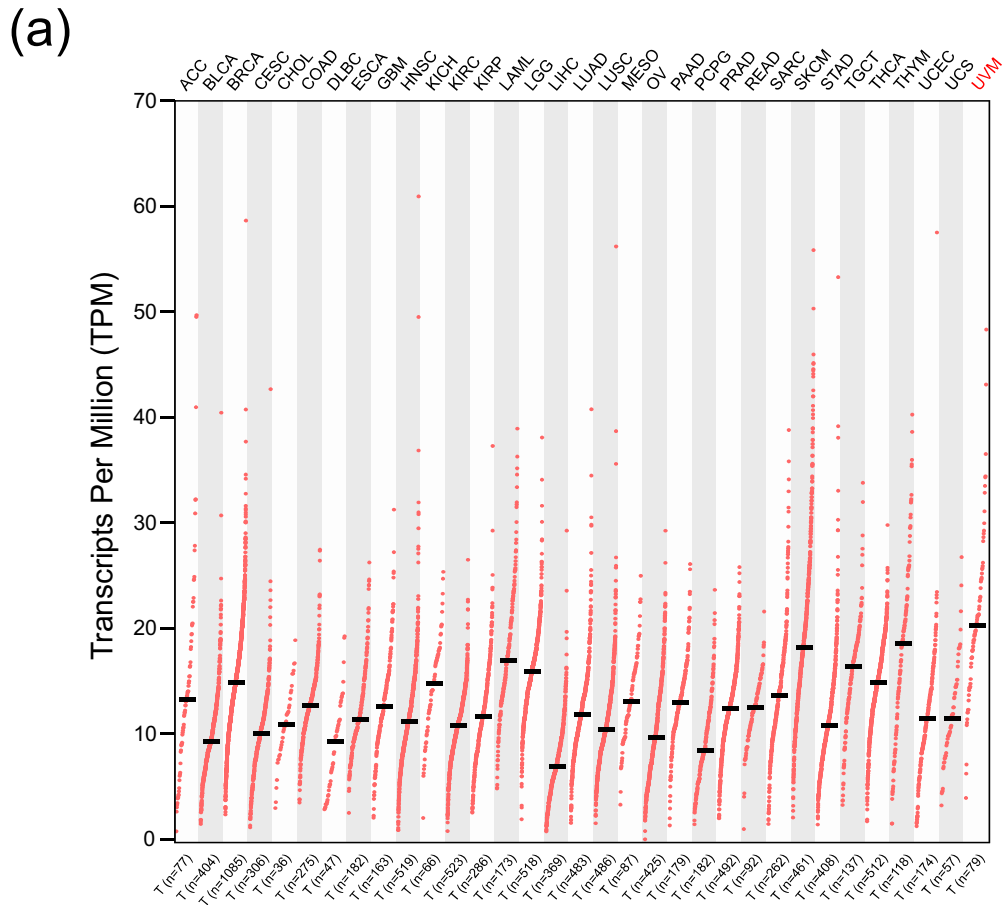 (a)
ACC BLCA BRCA CESC CHOL COAD DLBC ESCA GBM HNSC KICH KIRC KIRP LAML LGG LIHC LUAD LUSC MESO OV PAAD PCPG PRAD READ SARC SKCM STAD TGCT THCA THYM UCEC UCS UVM
Transcripts Per Million (TPM)
70
60
50
40
30
20
10
0
T (n=77) T (n=404) T (n=1085) T (n=306) T (n=36) T (n=275) T (n=47) T (n=182) T (n=163) T (n=519) T (n=66) T (n=523) T (n=286) T (n=173) T (n=518) T (n=369) T (n=483) T (n=486) T (n=87) T (n=425) T (n=179) T (n=182) T (n=492) T (n=92) T (n=262) T (n=461) T (n=408) T (n=137) T (n=512) T (n=118) T (n=174) T (n=57) T (n=79)